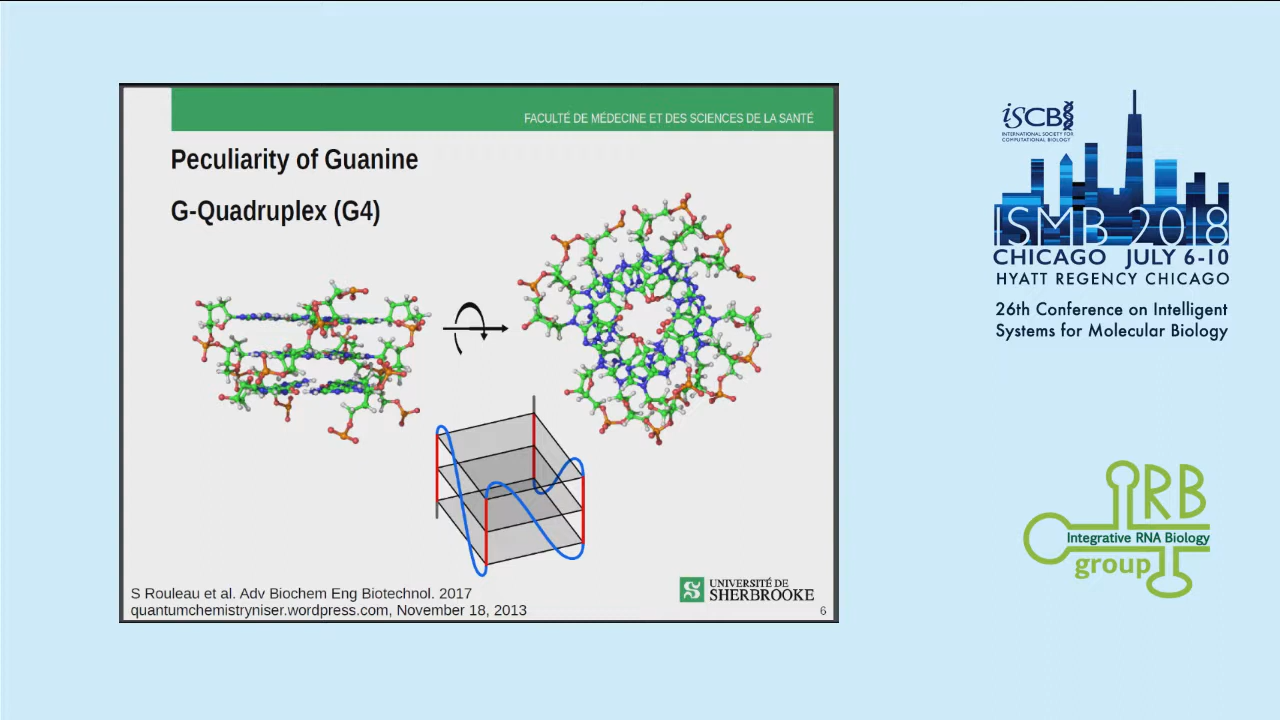 FACULTÉ DE MÉDECINE ET DES SCIENCES DE LA SANTÉ
Peculiarity of Guanine
G-Quadruplex (G4)
S Rouleau et al. Adv Biochem Eng Biotechnol. 2017
quantumchemistryniser.wordpress.com, November 18, 2013
UNIVERSITÉ DE
SHERBROOKE
6
iSCB
INTERNATIONAL SOCIETY FOR
COMPUTATIONAL BIOLOGY
ISMB 2018
CHICAGO JULY 6-10
HYATT REGENCY CHICAGO
26th Conference on Intelligent
Systems for Molecular Biology
iRB
Integrative RNA Biology
group